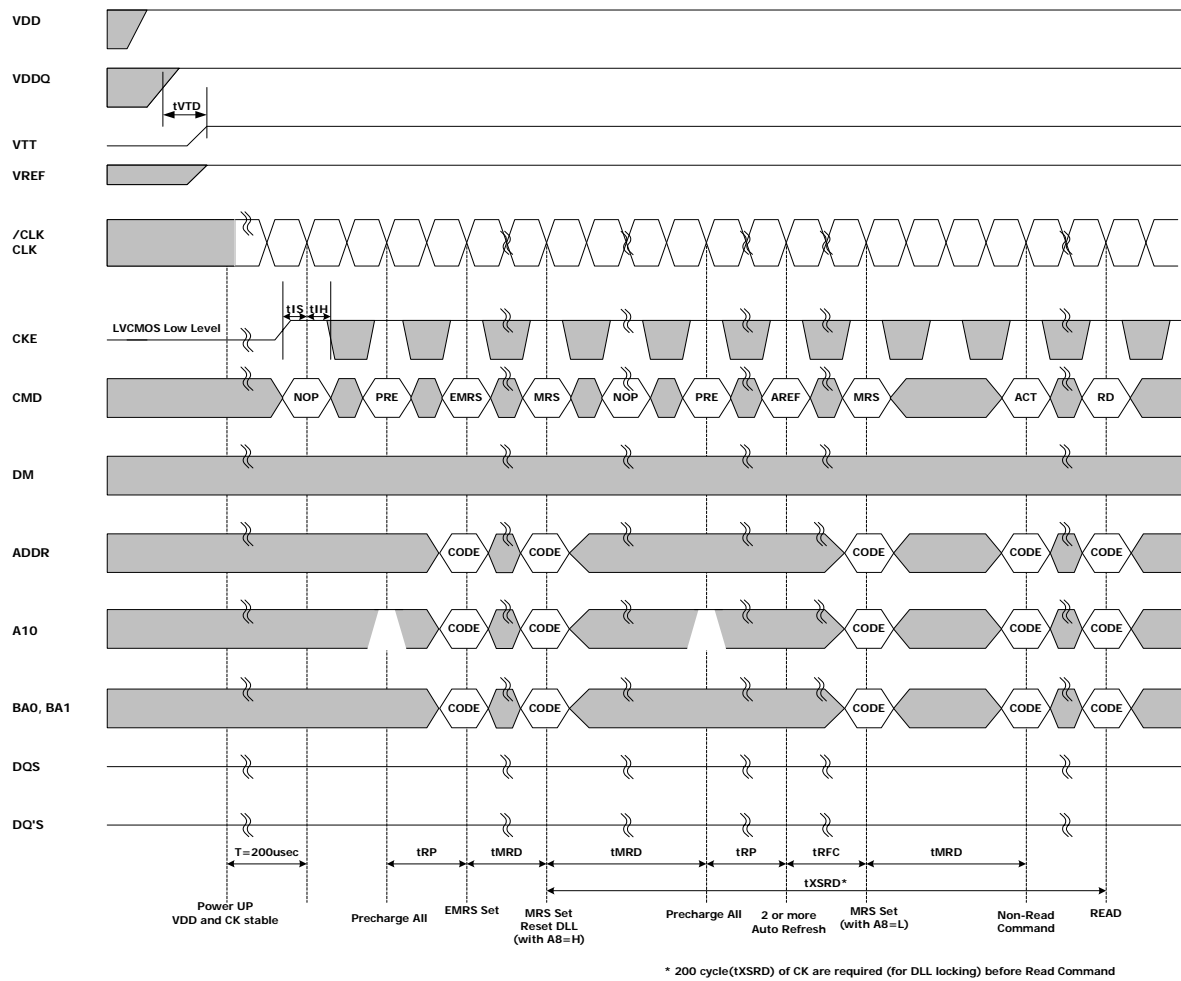 VDD
VDDQ
tVTD
VTT
VREF
/CLK
CLK
tIS tIH
LVCMOS Low Level
CKE
CMD NOP PRE EMRS MRS NOP PRE AREF MRS ACT RD
DM
ADDR CODE CODE CODE CODE CODE
A10 CODE CODE CODE CODE CODE
BA0, BA1 CODE CODE CODE CODE CODE
DQS
DQ'S
T=200usec tRP tMRD tMRD tRP tRFC tMRD
tXSRD*
Power UP
VDD and CK stable
Precharge All
EMRS Set
MRS Set
Reset DLL
(with A8=H)
Precharge All
2 or more
Auto Refresh
MRS Set
(with A8=L)
Non-Read
Command
READ
* 200 cycle(tXSRD) of CK are required (for DLL locking) before Read Command